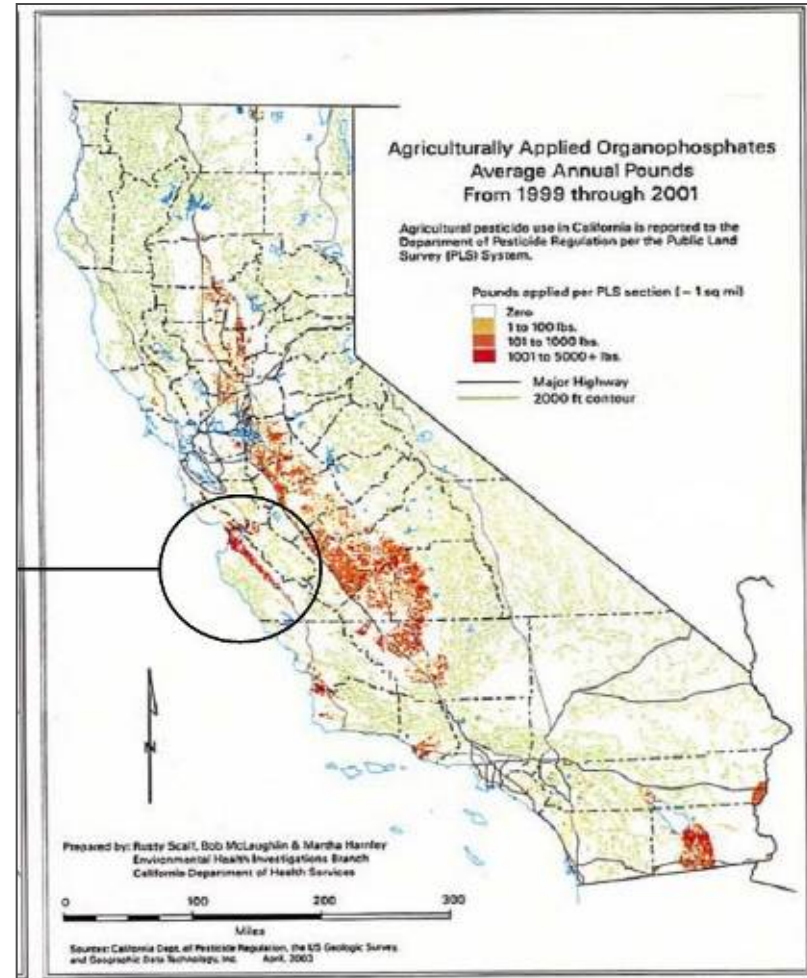 Agriculturally Applied Organophosphates
Average Annual Pounds
From 1999 through 2001
Agricultural pesticide use in California is reported to the
Department of Pesticide Regulation per the Public Land
Survey (PLS) System.
Pounds applied per PLS section (~ 1 sq mi)
Zero
1 to 100 lbs.
101 to 1000 lbs.
1001 to 5000+ lbs.
Major Highway
2000 ft contour
N
Prepared by: Rusty Scalf, Bob McLaughlin & Martha Harnley
Environmental Health Investigations Branch
California Department of Health Services
0 100 200 300
Miles
Sources: California Dept. of Pesticide Regulation, the US Geologic Survey,
and Geographic Data Technology, Inc. April, 2003